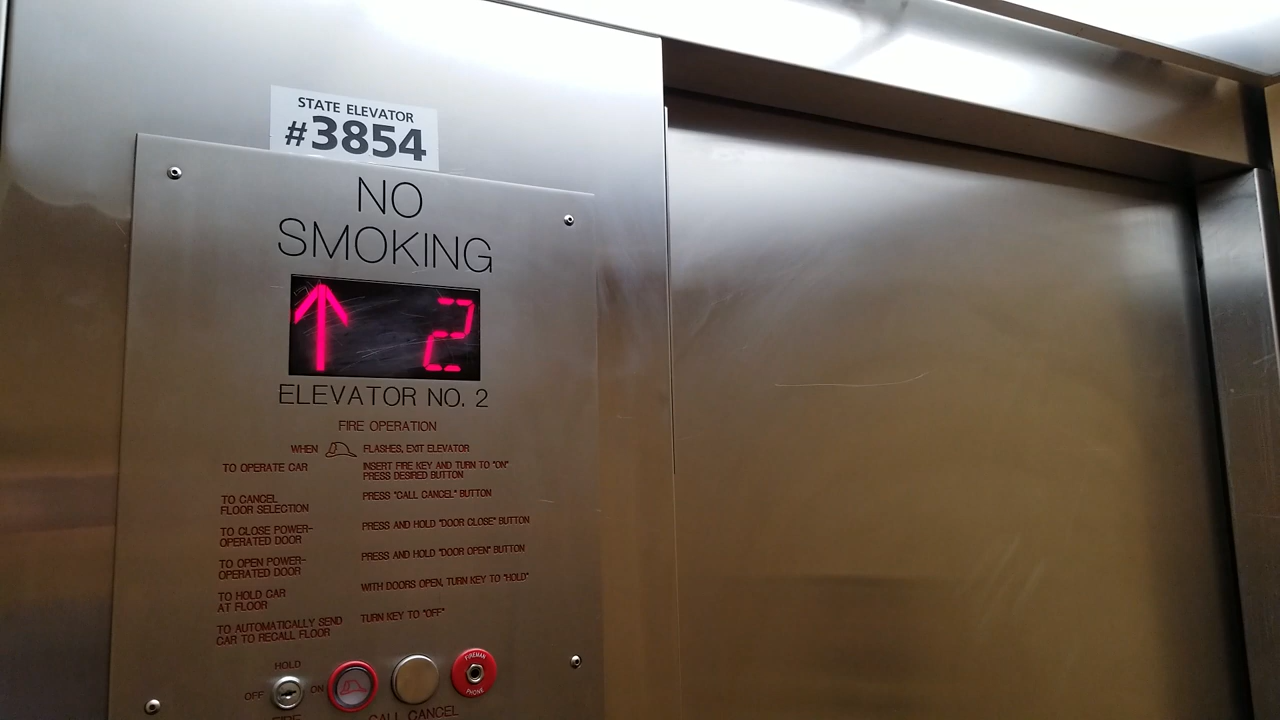 STATE ELEVATOR
#3854
NO
SMOKING
↑ 2
ELEVATOR NO. 2
FIRE OPERATION
WHEN FLASHES, EXIT ELEVATOR
TO OPERATE CAR
INSERT FIRE KEY AND TURN TO "ON"
PRESS DESIRED BUTTON
TO CANCEL
FLOOR SELECTION
PRESS "CALL CANCEL" BUTTON
TO CLOSE POWER-
OPERATED DOOR
PRESS AND HOLD "DOOR CLOSE" BUTTON
TO OPEN POWER-
OPERATED DOOR
PRESS AND HOLD "DOOR OPEN" BUTTON
TO HOLD CAR
AT FLOOR
WITH DOORS OPEN, TURN KEY TO "HOLD"
TO AUTOMATICALLY SEND
CAR TO RECALL FLOOR
TURN KEY TO "OFF"
HOLD
OFF
ON
FIREMAN
PHONE
FIRE
CALL CANCEL